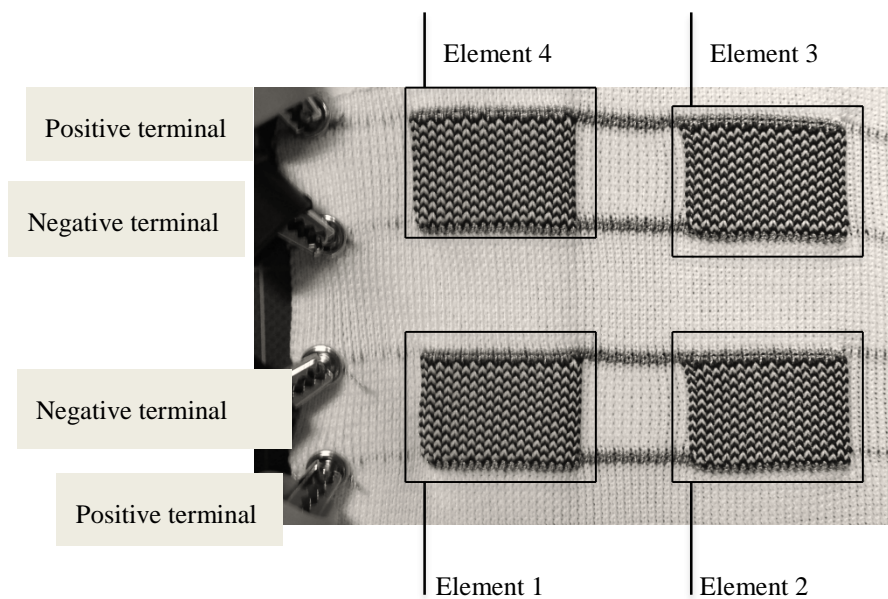 Element 4
Element 3
Positive terminal
Negative terminal
Negative terminal
Positive terminal
Element 1
Element 2